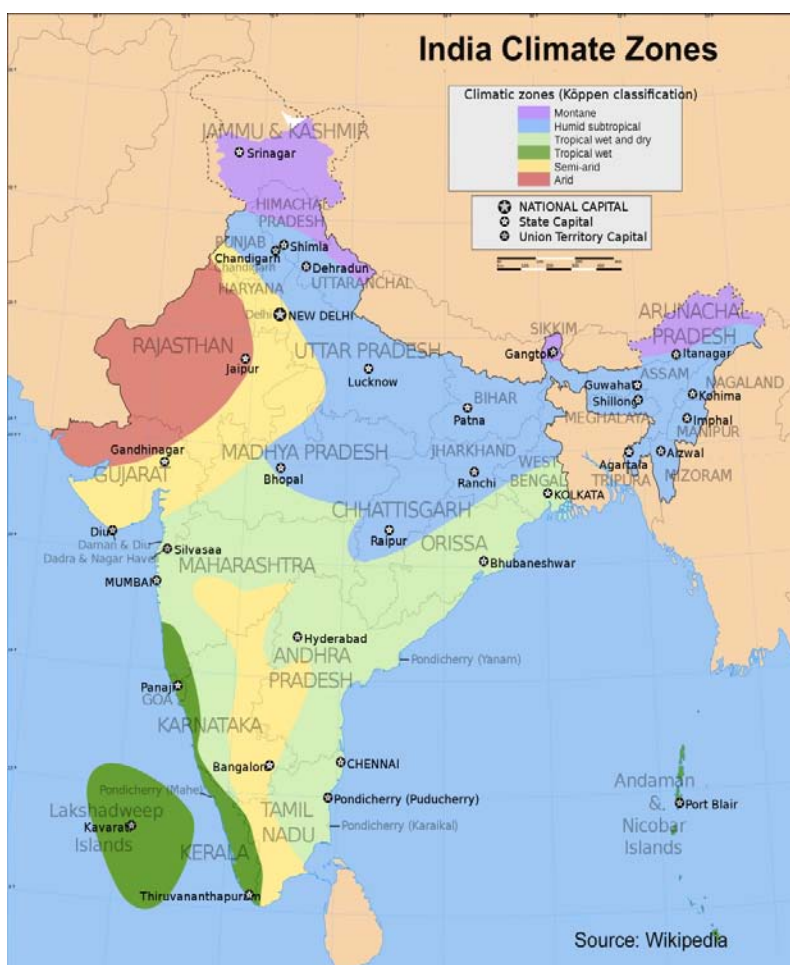 India Climate Zones
Climatic zones (Köppen classification)
Montane
Humid subtropical
Tropical wet and dry
Tropical wet
Semi-arid
Arid
NATIONAL CAPITAL
State Capital
Union Territory Capital
JAMMU & KASHMIR
Srinagar
HIMACHAL
PRADESH
PUNJAB
Shimla
Chandigarh
Chandigarh
Dehradun
UTTARANCHAL
HARYANA
Delhi
NEW DELHI
ARUNACHAL
PRADESH
SIKKIM
RAJASTHAN
UTTAR PRADESH
Gangtok
Itanagar
Jaipur
Lucknow
ASSAM
NAGALAND
Guwahat
BIHAR
Shillong
Kohima
Patna
MEGHALAYA
Imphal
MANIPUR
Gandhinagar
MADHYA PRADESH
JHARKHAND
Agartala
Aizwal
GUJARAT
Bhopal
Ranchi
WEST
BENGAL
TRIPURA
MIZORAM
KOLKATA
CHHATTISGARH
Diu
Raipur
ORISSA
Daman & Diu
Silvasaa
Dadra & Nagar Havel
MAHARASHTRA
Bhubaneshwar
MUMBAI
Hyderabad
ANDHRA
PRADESH
Pondicherry (Yanam)
Panaji
GOA
KARNATAKA
Bangalore
CHENNAI
Pondicherry (Mahe)
Pondicherry (Puducherry)
Lakshadweep
Islands
Kavarati
TAMIL
NADU
Pondicherry (Karaikal)
Andaman
&
Nicobar
Islands
Port Blair
KERALA
Thiruvananthapuram
Source: Wikipedia